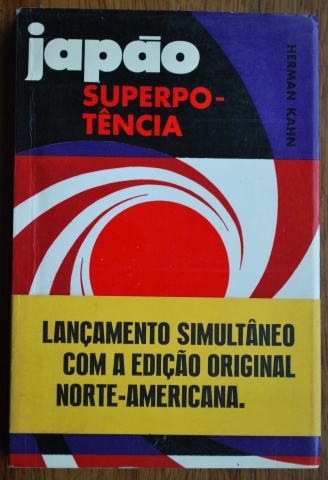 japão
SUPERPO-
TÊNCIA
HERMAN KAHN
LANÇAMENTO SIMULTÂNEO
COM A EDIÇÃO ORIGINAL
NORTE-AMERICANA.